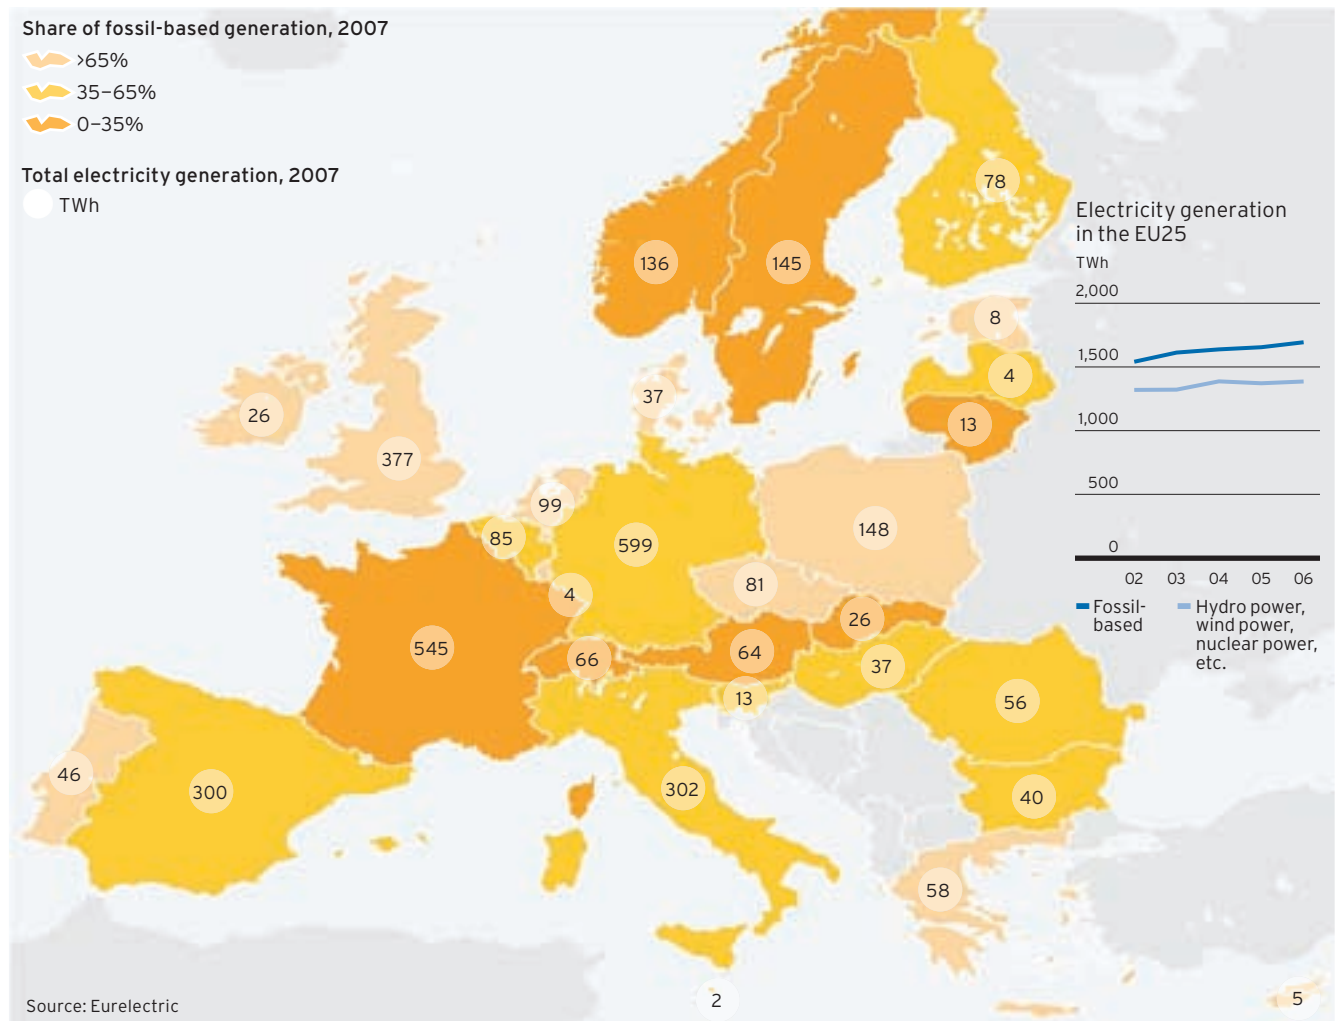 Share of fossil-based generation, 2007
>65%
35–65%
0–35%
Total electricity generation, 2007
TWh
78
136
145
8
4
13
37
26
377
99
85
599
148
4
81
26
545
66
64
37
13
56
46
300
302
40
58
2
5
Electricity generation
in the EU25
TWh
2,000
1,500
1,000
500
0
02 03 04 05 06
Fossil-
based
Hydro power,
wind power,
nuclear power,
etc.
Source: Eurelectric